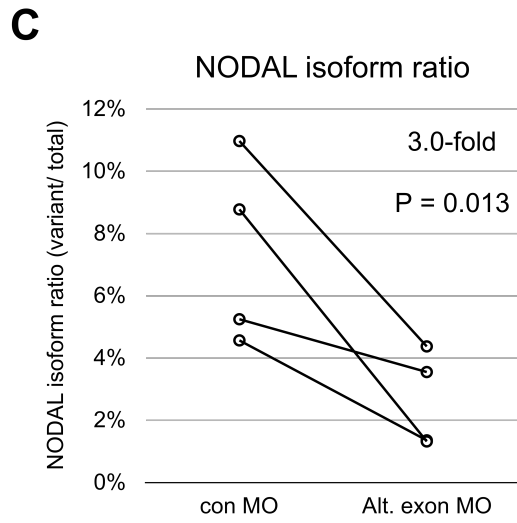 C
NODAL isoform ratio
NODAL isoform ratio (variant/ total)
12%
10%
8%
6%
4%
2%
0%
3.0-fold
P = 0.013
con MO
Alt. exon MO